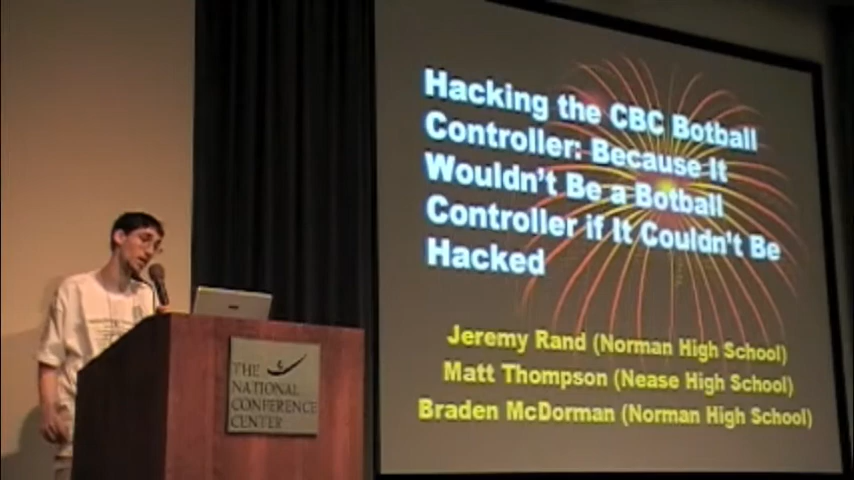 Hacking the CBC Botball
Controller: Because It
Wouldn't Be a Botball
Controller if It Couldn't Be
Hacked
Jeremy Rand (Norman High School)
Matt Thompson (Nease High School)
Braden McDorman (Norman High School)
THE
NATIONAL
CONFERENCE
CENTER